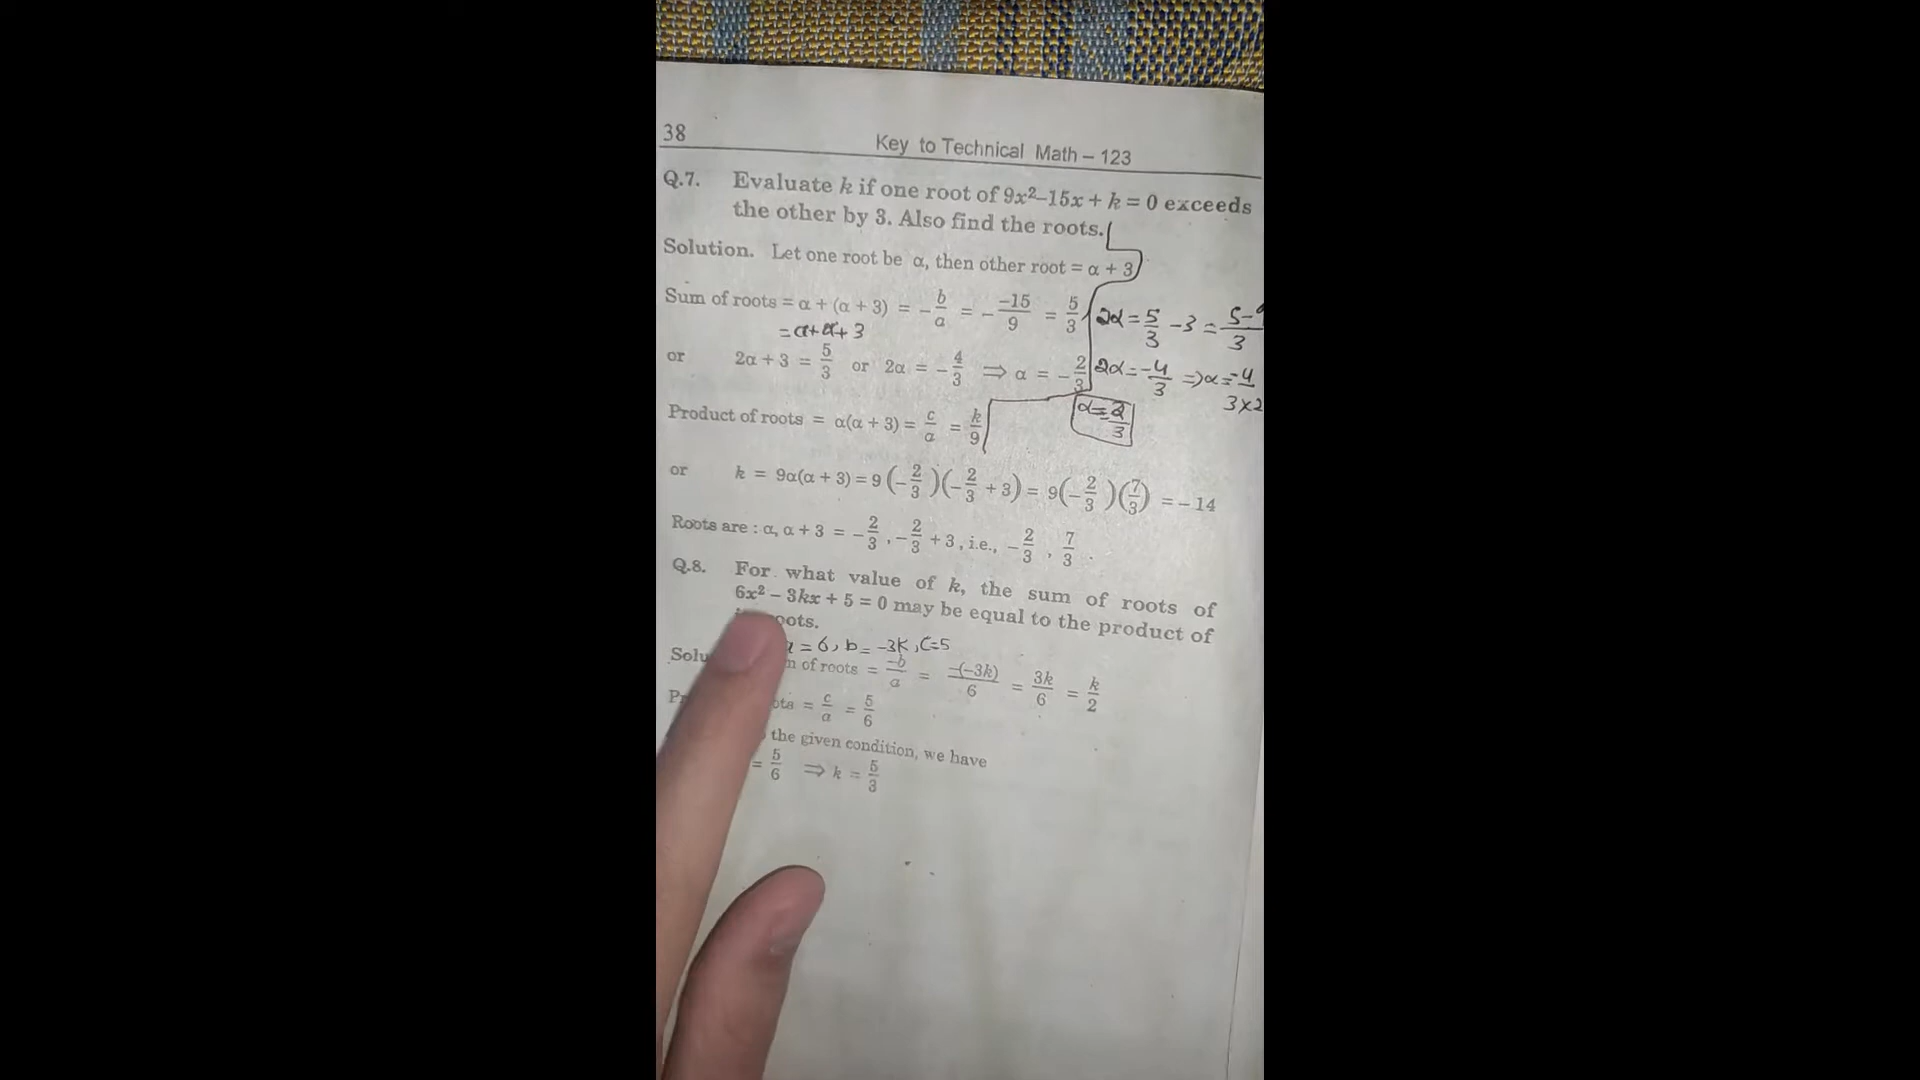 38
Key to Technical Math – 123
Q.7. Evaluate k if one root of 9x²–15x + k = 0 exceeds
the other by 3. Also find the roots.
Solution. Let one root be α, then other root = α + 3
Sum of roots = α + (α + 3) = – b/a = – –15/9 = 5/3
= α + α + 3
2α = 5/3 – 3 = 5–9/3
or 2α + 3 = 5/3 or 2α = – 4/3 ⟹ α = – 2/3
2α = –4/3 ⟹ α = –4/3×2
α = 2/3
Product of roots = α(α + 3) = c/a = k/9
or k = 9α(α + 3) = 9 (– 2/3) (– 2/3 + 3) = 9(– 2/3) (7/3) = – 14
Roots are : α, α + 3 = – 2/3 , – 2/3 + 3 , i.e., – 2/3 , 7/3 .
Q.8. For what value of k, the sum of roots of
6x² – 3kx + 5 = 0 may be equal to the product of
= 6, b = –3k, c=5
of roots = –b/a = –(–3k)/6 = 3k/6 = k/2
= c/a = 5/6
the given condition, we have
= 5/6 ⟹ k = 5/3